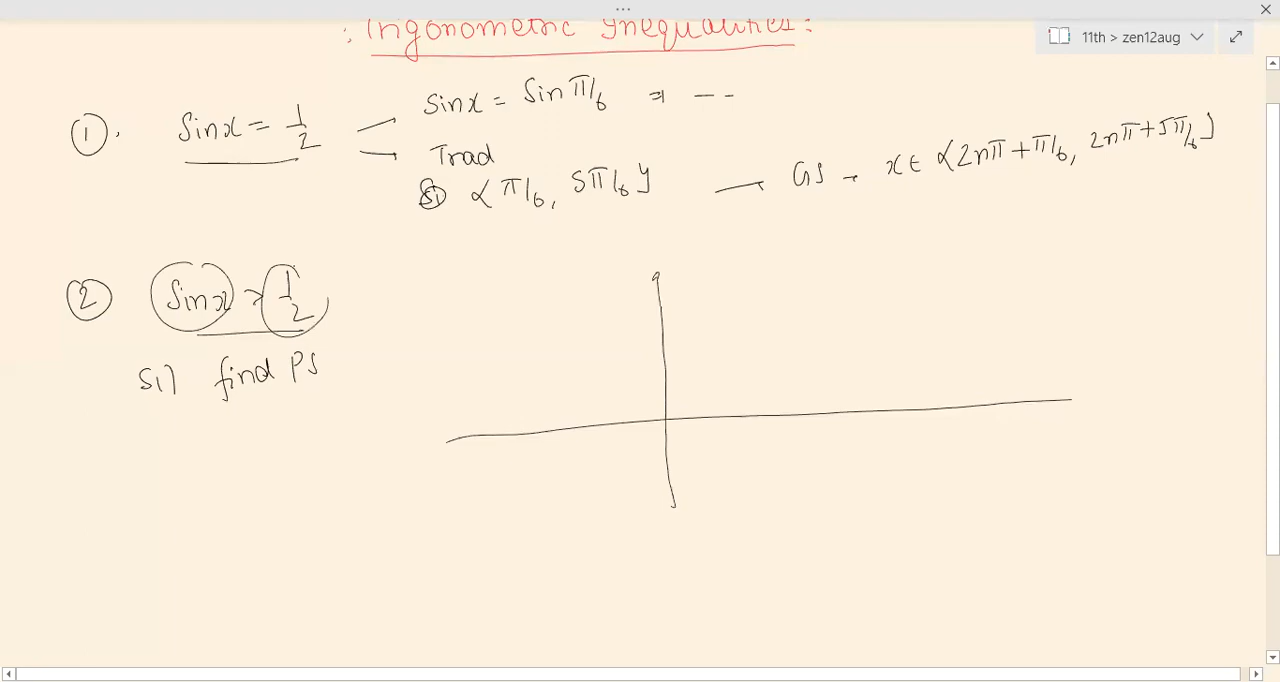 : Trigonometric Inequalities :
11th > zen12aug
① . Sinx = 1/2
Sinx = Sin π/6 ⇒ - -
Trad
S1 { π/6, 5π/6 } → GS → x ∈ { 2nπ + π/6, 2nπ + 5π/6 }
② Sinx > 1/2
S1) find PS